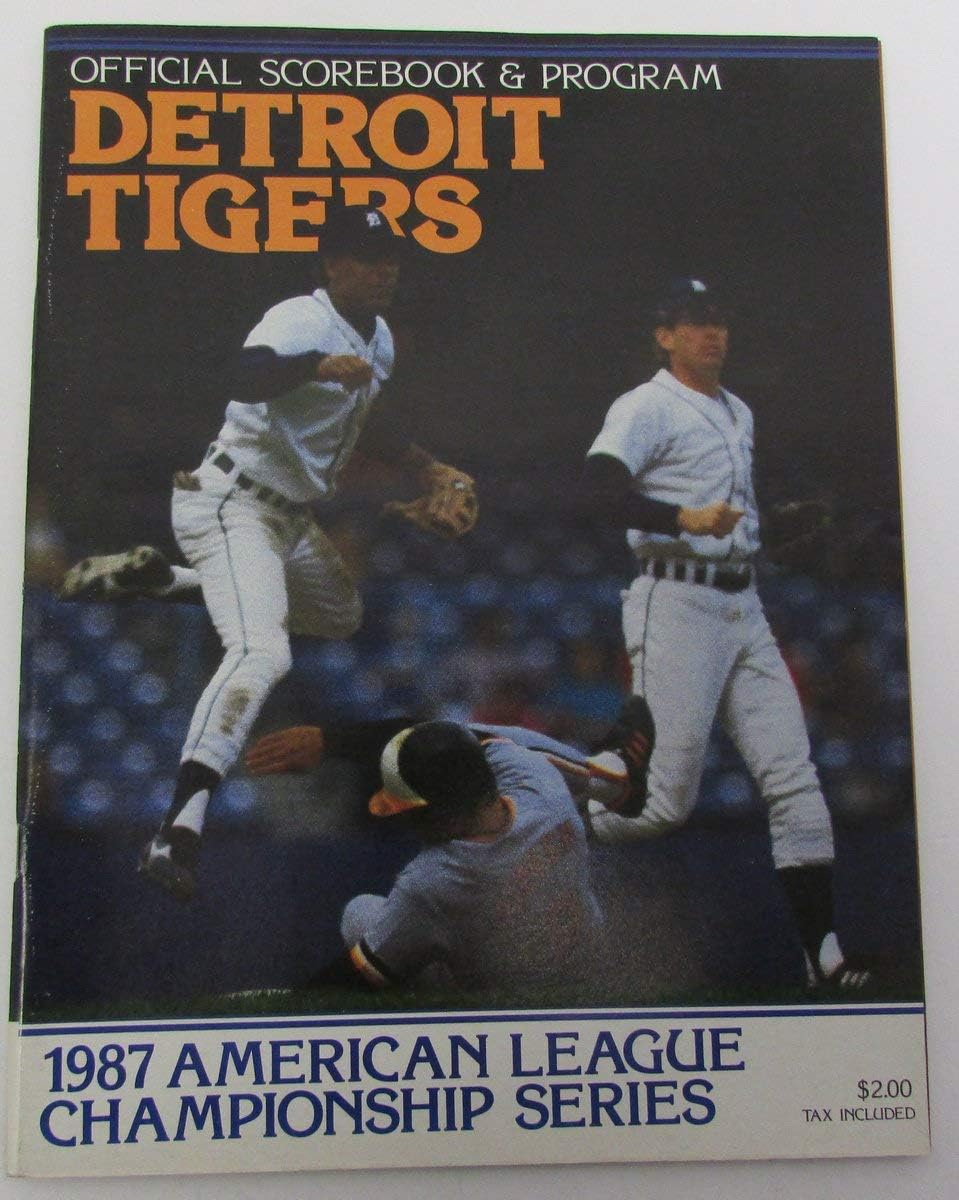 OFFICIAL SCOREBOOK & PROGRAM
DETROIT
TIGERS
1987 AMERICAN LEAGUE
CHAMPIONSHIP SERIES
$2.00
TAX INCLUDED